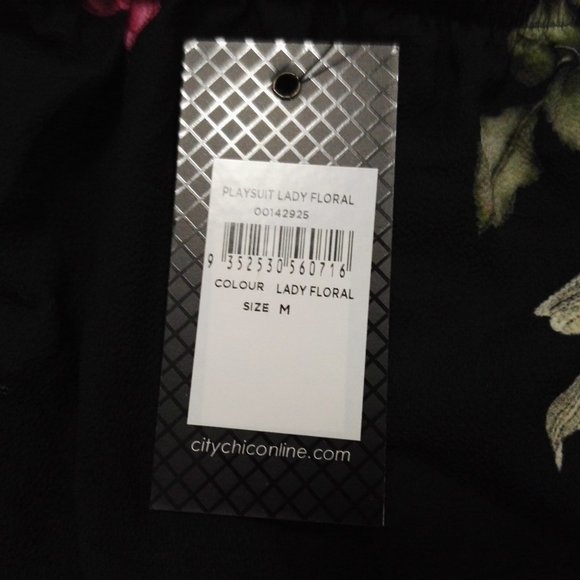 PLAYSUIT LADY FLORAL
00142925
9 352530 560716
COLOUR LADY FLORAL
SIZE M
citychiconline.com